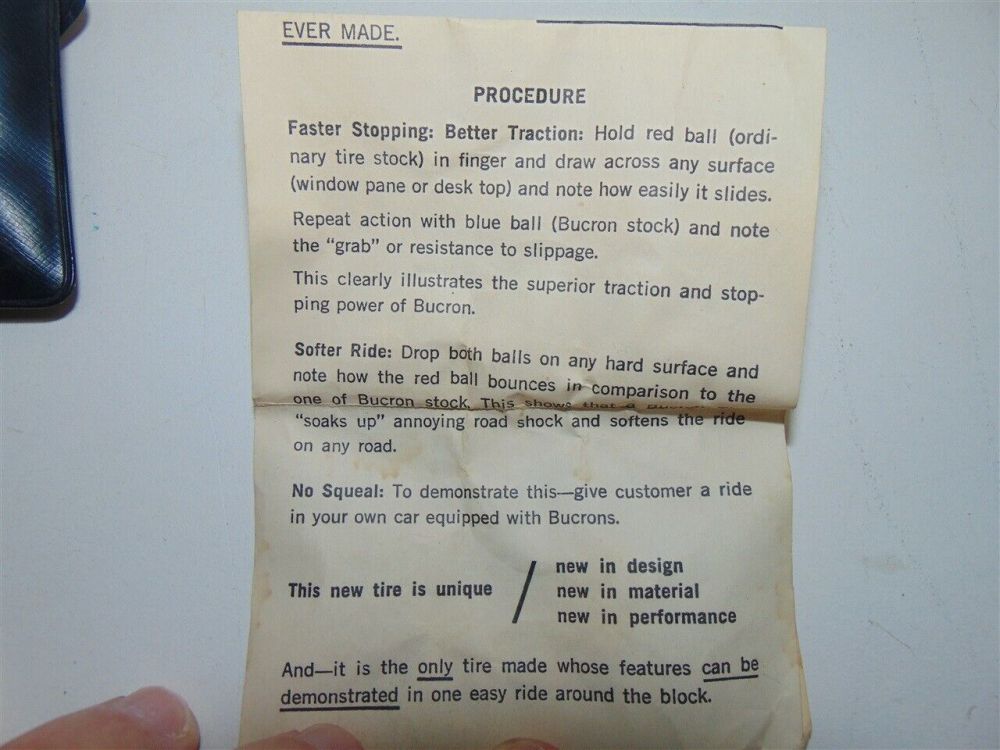 EVER MADE.
PROCEDURE
Faster Stopping: Better Traction: Hold red ball (ordi-
nary tire stock) in finger and draw across any surface
(window pane or desk top) and note how easily it slides.
Repeat action with blue ball (Bucron stock) and note
the "grab" or resistance to slippage.
This clearly illustrates the superior traction and stop-
ping power of Bucron.
Softer Ride: Drop both balls on any hard surface and
note how the red ball bounces in comparison to the
one of Bucron stock. This shows that a
"soaks up" annoying road shock and softens the ride
on any road.
No Squeal: To demonstrate this—give customer a ride
in your own car equipped with Bucrons.
This new tire is unique / new in design
new in material
new in performance
And—it is the only tire made whose features can be
demonstrated in one easy ride around the block.